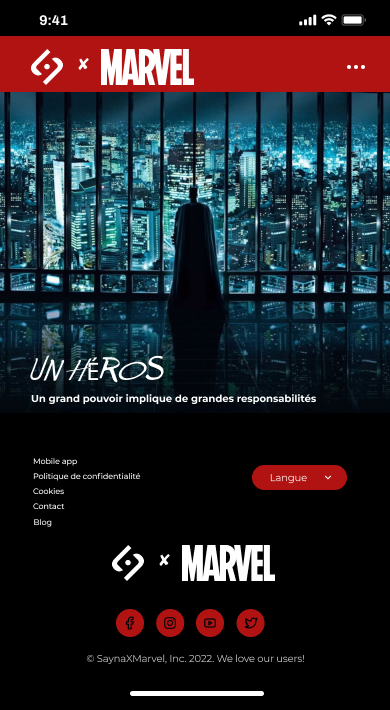 9:41
x MARVEL
UN HÉROS
Un grand pouvoir implique de grandes responsabilités
Mobile app
Politique de confidentialité
Cookies
Contact
Blog
Langue
x MARVEL
© SaynaXMarvel, Inc. 2022. We love our users!